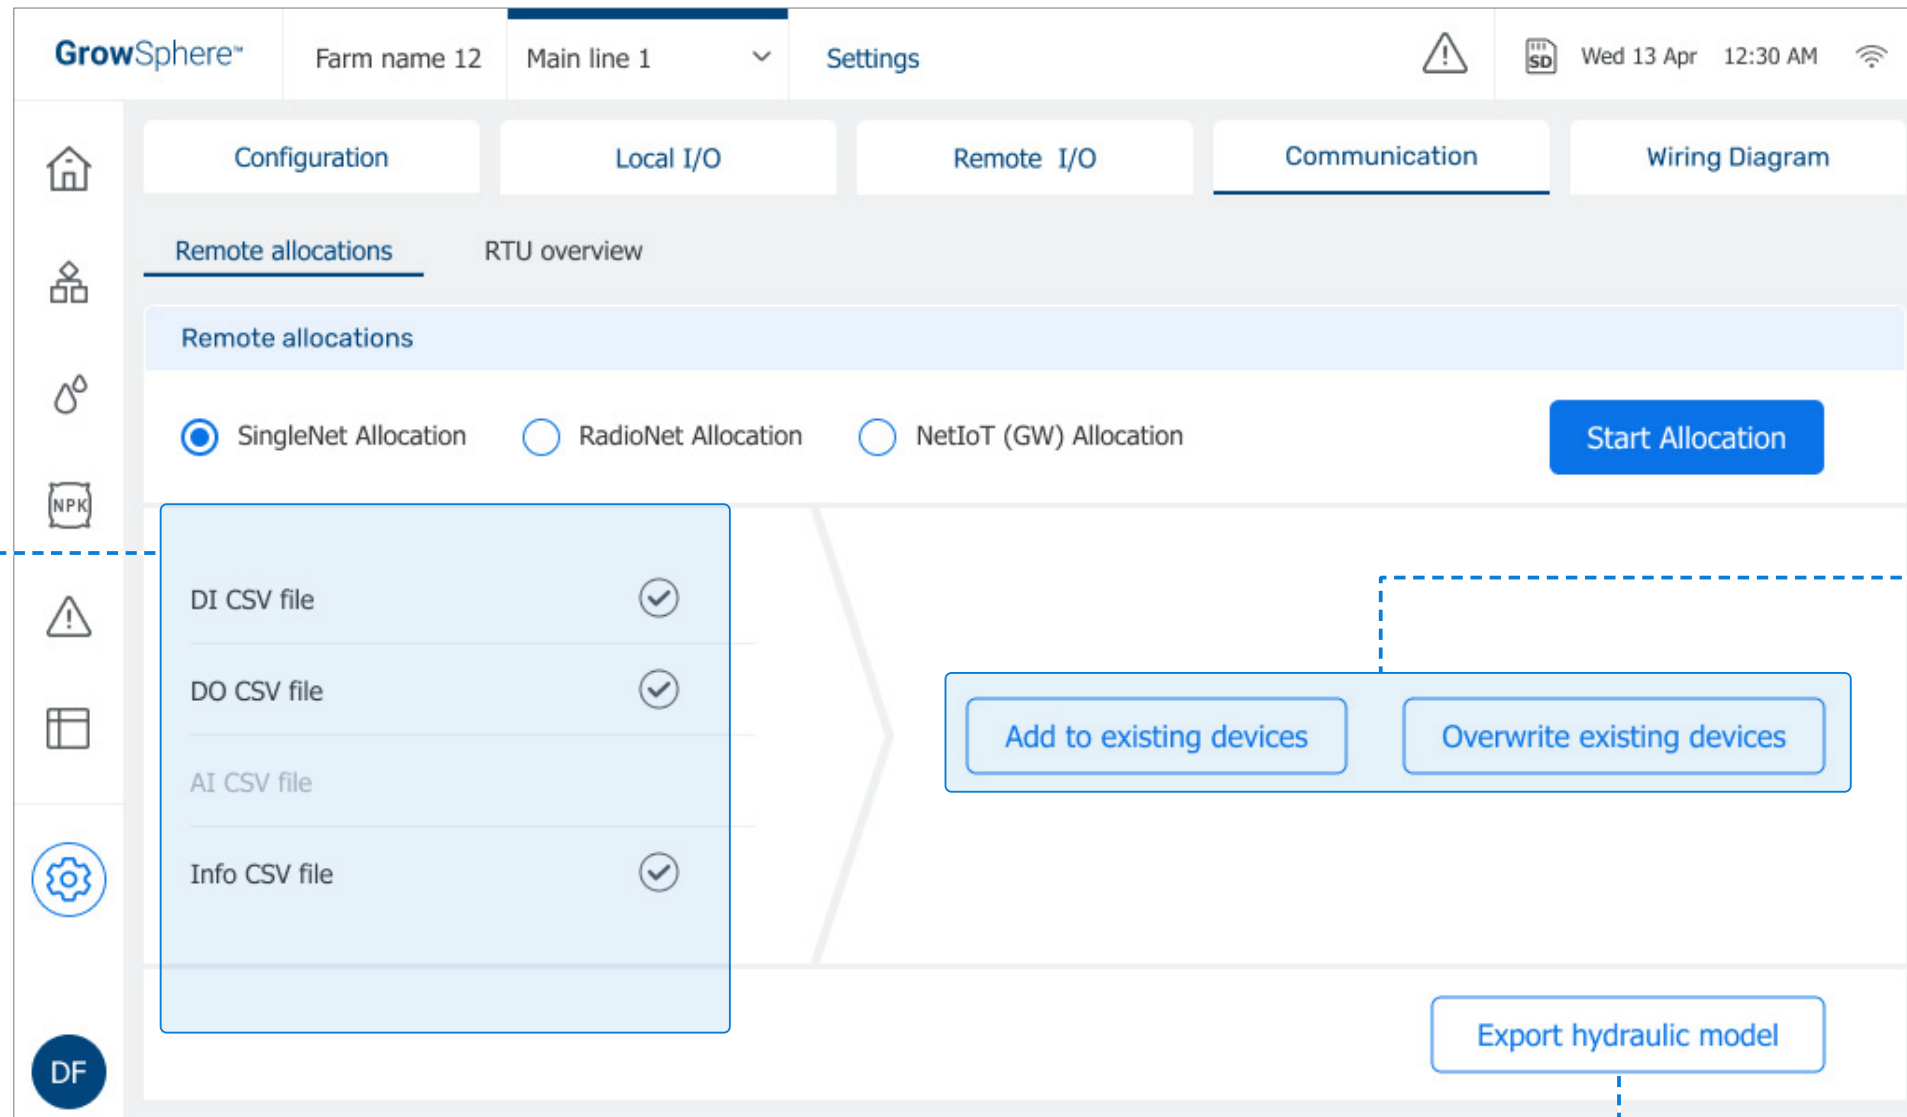 GrowSphere™ Farm name 12 Main line 1 Settings SD Wed 13 Apr 12:30 AM
Configuration Local I/O Remote I/O Communication Wiring Diagram
Remote allocations RTU overview
Remote allocations
SingleNet Allocation RadioNet Allocation NetIoT (GW) Allocation Start Allocation
NPK
DI CSV file
DO CSV file
Add to existing devices Overwrite existing devices
AI CSV file
Info CSV file
Export hydraulic model
DF